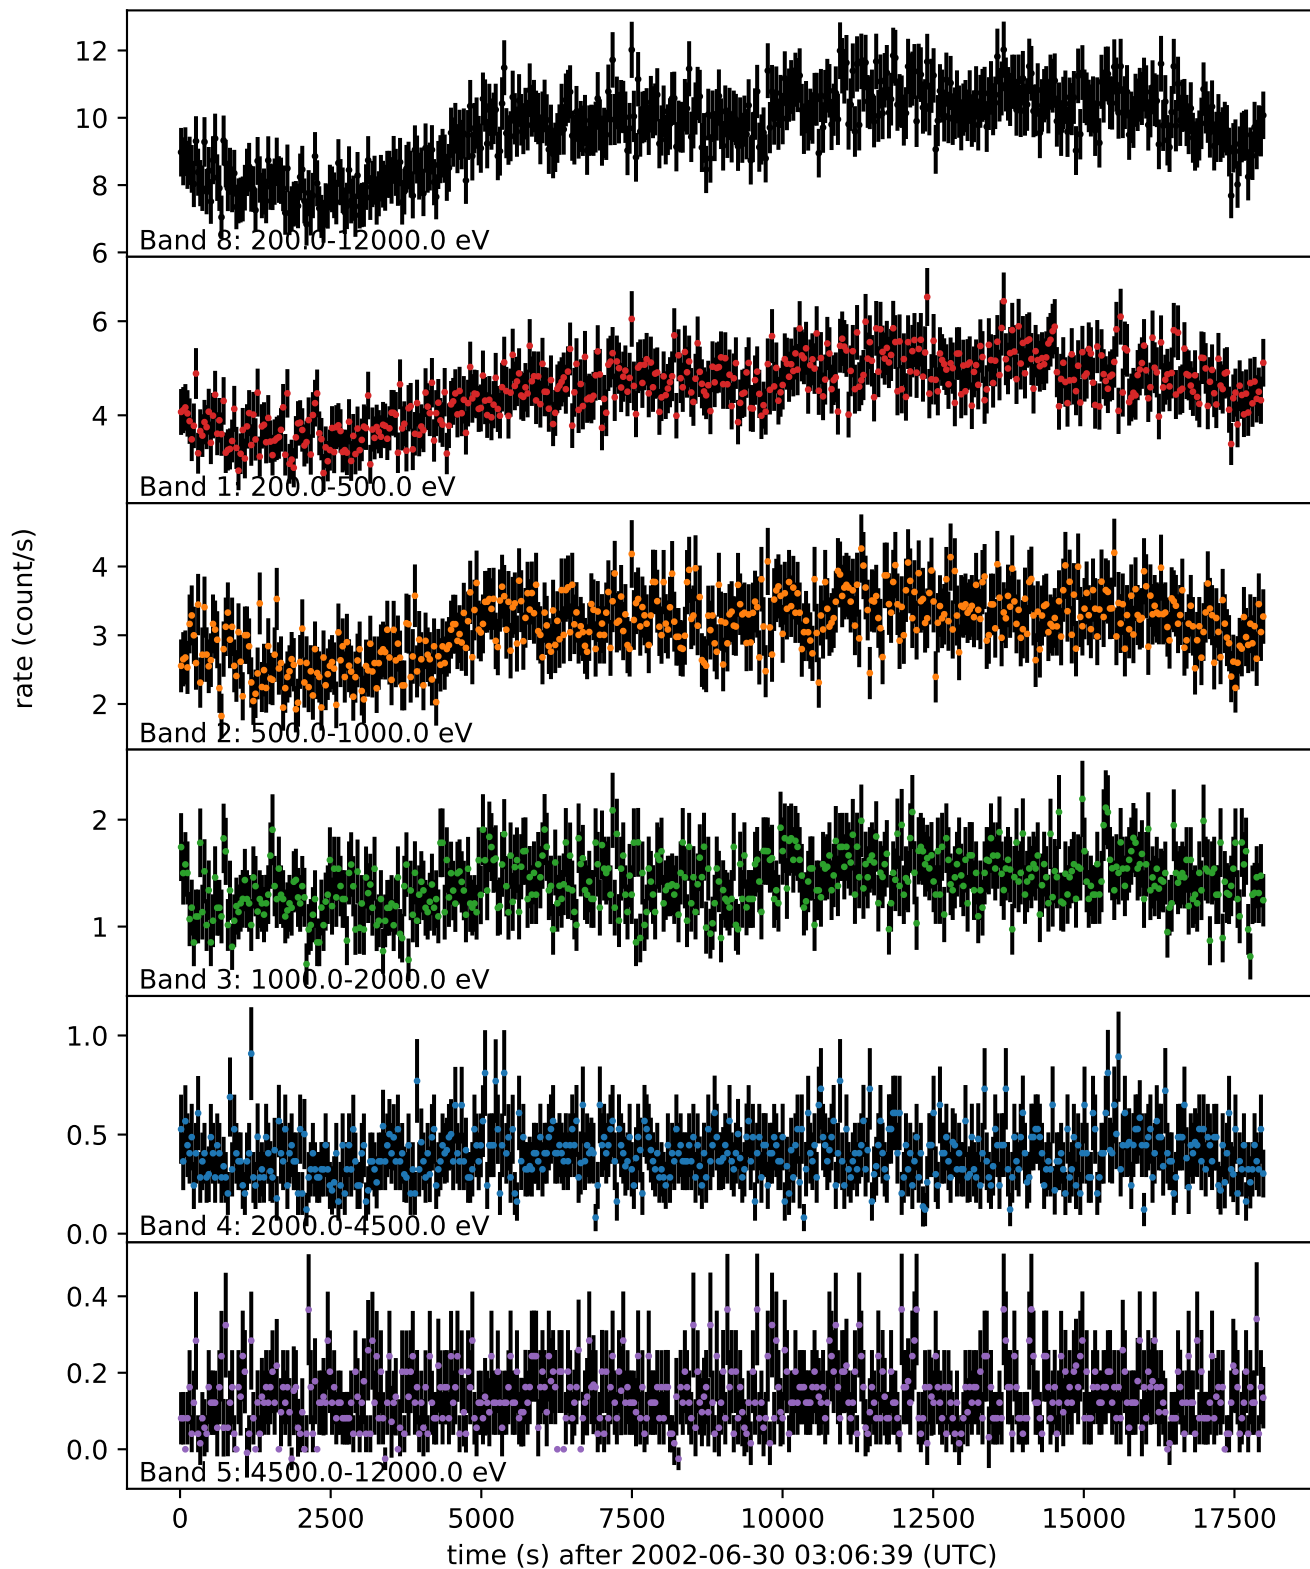 rate (count/s)
12
10
8
6
Band 8: 200.0-12000.0 eV
6
4
Band 1: 200.0-500.0 eV
4
3
2
Band 2: 500.0-1000.0 eV
2
1
Band 3: 1000.0-2000.0 eV
1.0
0.5
0.0
Band 4: 2000.0-4500.0 eV
0.4
0.2
0.0
Band 5: 4500.0-12000.0 eV
0 2500 5000 7500 10000 12500 15000 17500
time (s) after 2002-06-30 03:06:39 (UTC)